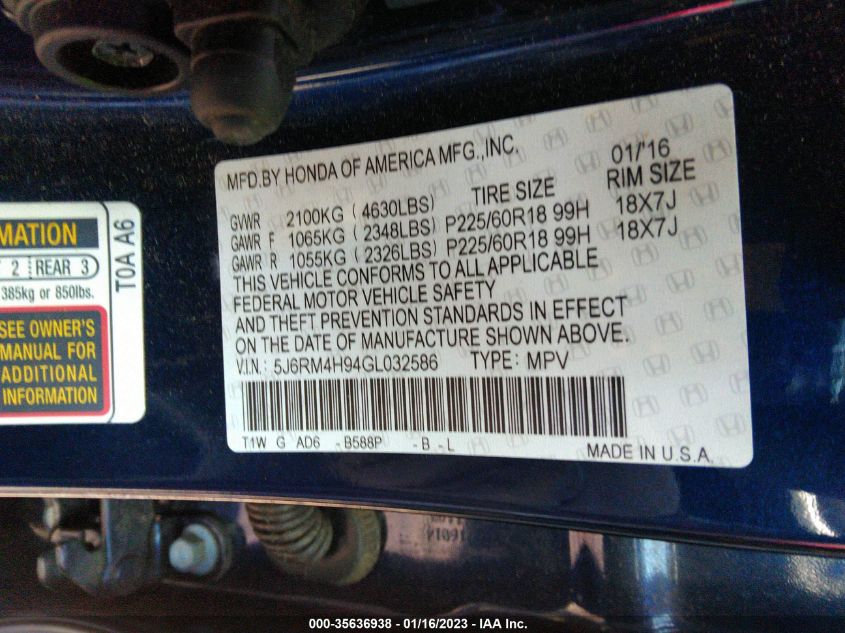 MFD.BY HONDA OF AMERICA MFG.,INC. 01/'16
TIRE SIZE RIM SIZE
GVWR 2100KG ( 4630LBS)
GAWR F 1065KG ( 2348LBS) P225/60R18 99H 18X7J
GAWR R 1055KG ( 2326LBS) P225/60R18 99H 18X7J
THIS VEHICLE CONFORMS TO ALL APPLICABLE
FEDERAL MOTOR VEHICLE SAFETY
AND THEFT PREVENTION STANDARDS IN EFFECT
ON THE DATE OF MANUFACTURE SHOWN ABOVE.
V.I.N.: 5J6RM4H94GL032586 TYPE: MPV
T1W G AD6 -B588P -B -L
MADE IN U.S.A.
MATION
2 REAR 3
385kg or 850lbs.
SEE OWNER'S
MANUAL FOR
ADDITIONAL
INFORMATION
T0A A6
000-35636938 - 01/16/2023 - IAA Inc.